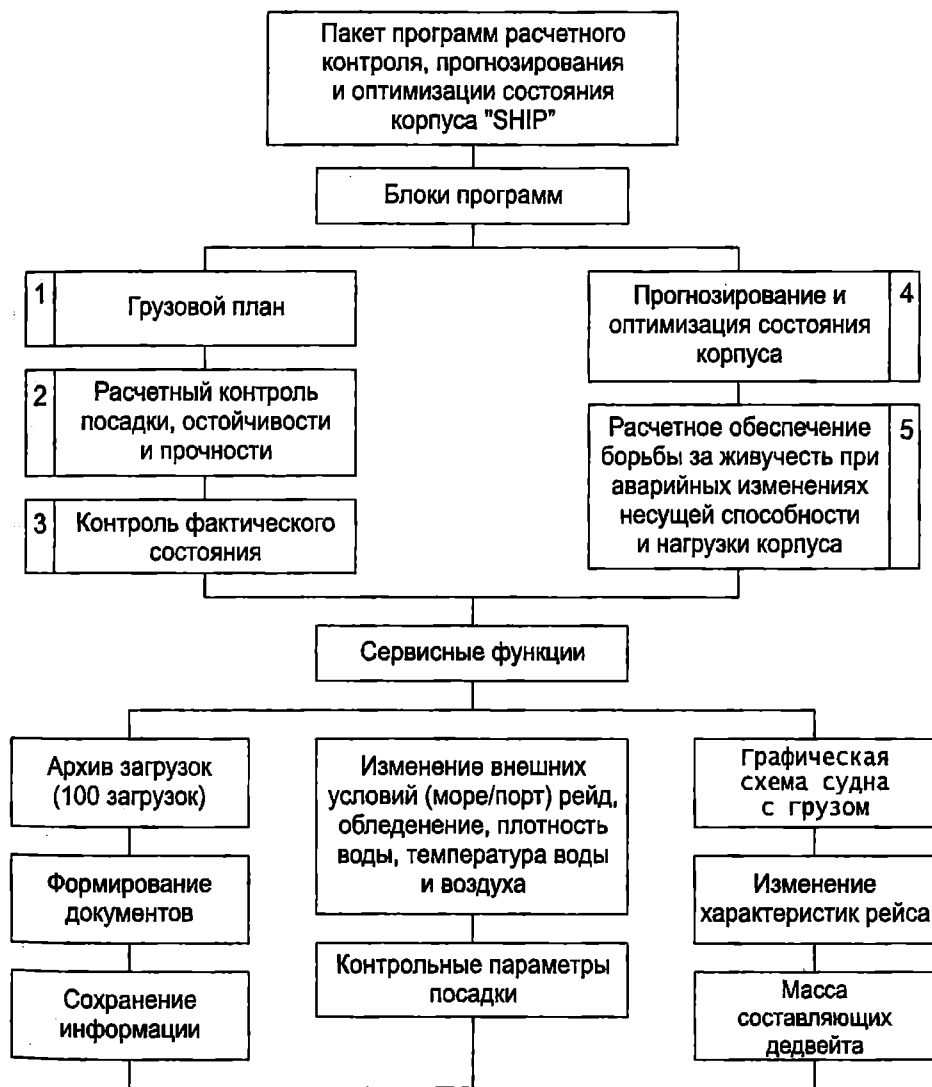 Пакет программ расчетного
контроля, прогнозирования
и оптимизации состояния
корпуса "SHIP"
Блоки программ
1
Грузовой план
2
Расчетный контроль
посадки, остойчивости
и прочности
3
Контроль фактического
состояния
Прогнозирование и
оптимизация состояния
корпуса
4
Расчетное обеспечение
борьбы за живучесть при
аварийных изменениях
несущей способности
и нагрузки корпуса
5
Сервисные функции
Архив загрузок
(100 загрузок)
Формирование
документов
Сохранение
информации
Изменение внешних
условий (море/порт) рейд,
обледенение, плотность
воды, температура воды
и воздуха
Контрольные параметры
посадки
Графическая
схема судна
с грузом
Изменение
характеристик рейса
Масса
составляющих
дедвейта